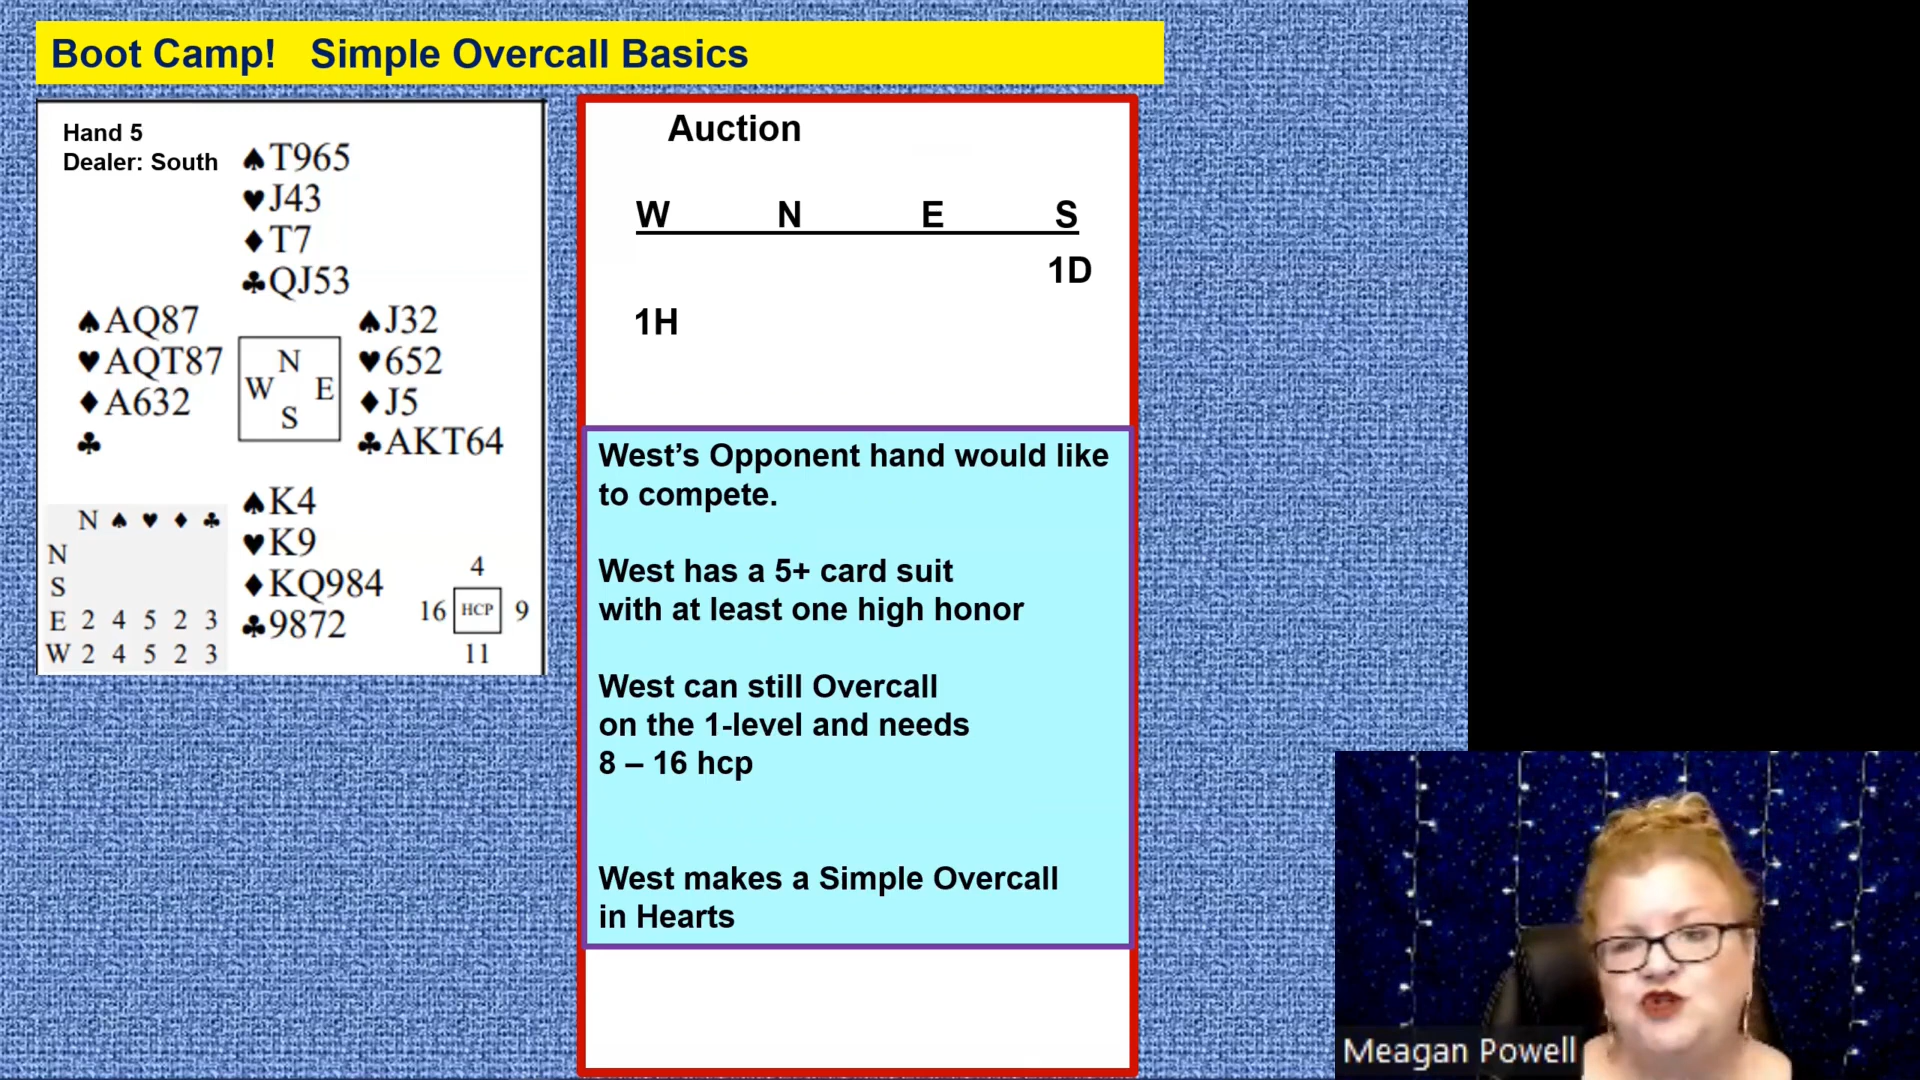 Boot Camp! Simple Overcall Basics
Hand 5
Dealer: South
♠T965
♥J43
♦T7
♣QJ53
♠AQ87
♥AQT87
♦A632
♣
N
W E
S
♠J32
♥652
♦J5
♣AKT64
♠K4
♥K9
♦KQ984
♣9872
N ♠ ♥ ♦ ♣
N
S
E 2 4 5 2 3
W 2 4 5 2 3
4
16 HCP 9
11
Auction
W N E S
1D
1H
West’s Opponent hand would like
to compete.
West has a 5+ card suit
with at least one high honor
West can still Overcall
on the 1-level and needs
8 – 16 hcp
West makes a Simple Overcall
in Hearts
Meagan Powell